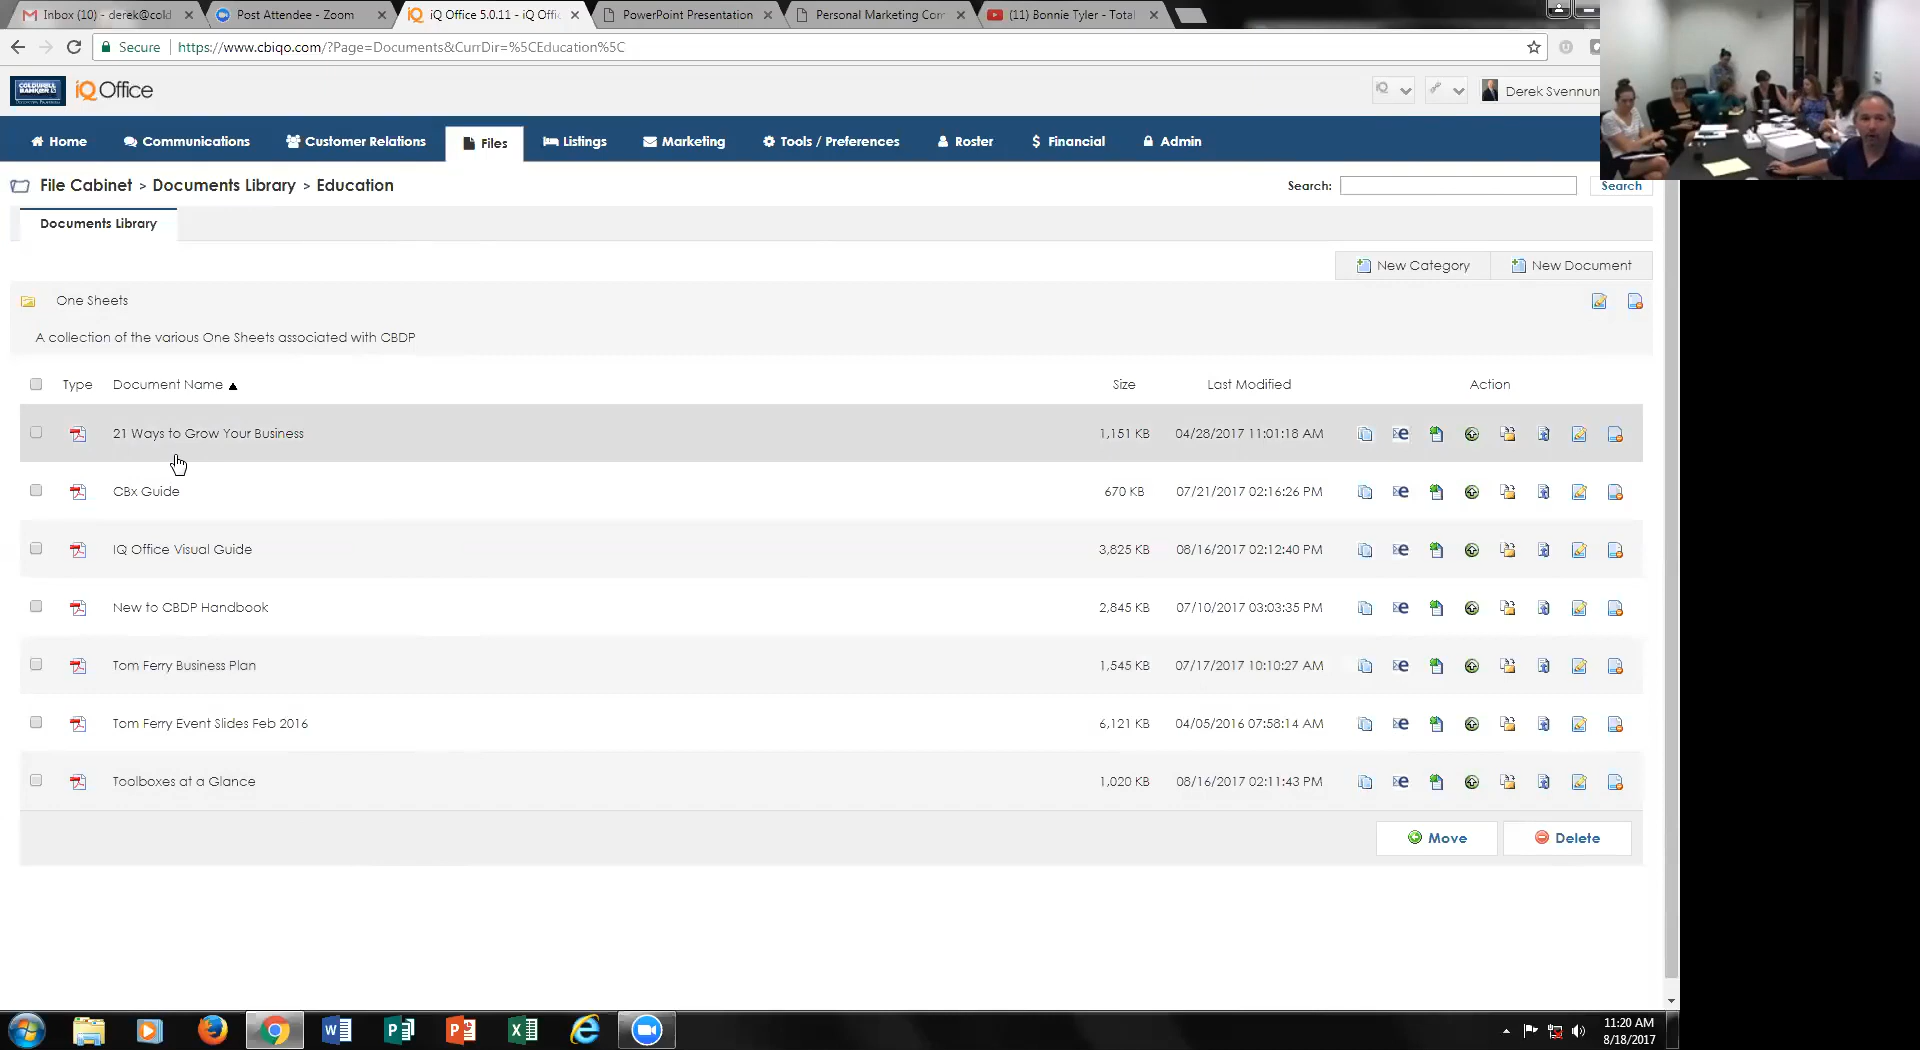 Inbox (10) - derek@cold
Post Attendee - Zoom
iQ Office 5.0.11 - iQ Offi
PowerPoint Presentation
Personal Marketing Con
(11) Bonnie Tyler - Total
Secure https://www.cbiqo.com/?Page=Documents&CurrDir=%5CEducation%5C
COLDWELL BANKER iQ Office
Derek Svennun
Home Communications Customer Relations Files Listings Marketing Tools / Preferences Roster Financial Admin
File Cabinet > Documents Library > Education
Search: Search
Documents Library
New Category New Document
One Sheets
A collection of the various One Sheets associated with CBDP
Type Document Name Size Last Modified Action
21 Ways to Grow Your Business 1,151 KB 04/28/2017 11:01:18 AM
CBx Guide 670 KB 07/21/2017 02:16:26 PM
IQ Office Visual Guide 3,825 KB 08/16/2017 02:12:40 PM
New to CBDP Handbook 2,845 KB 07/10/2017 03:03:35 PM
Tom Ferry Business Plan 1,545 KB 07/17/2017 10:10:27 AM
Tom Ferry Event Slides Feb 2016 6,121 KB 04/05/2016 07:58:14 AM
Toolboxes at a Glance 1,020 KB 08/16/2017 02:11:43 PM
Move Delete
11:20 AM
8/18/2017